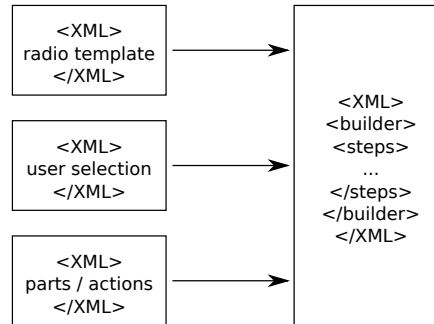 <XML>
radio template
</XML>
<XML>
user selection
</XML>
<XML>
parts / actions
</XML>
<XML>
<builder>
<steps>
...
</steps>
</builder>
</XML>